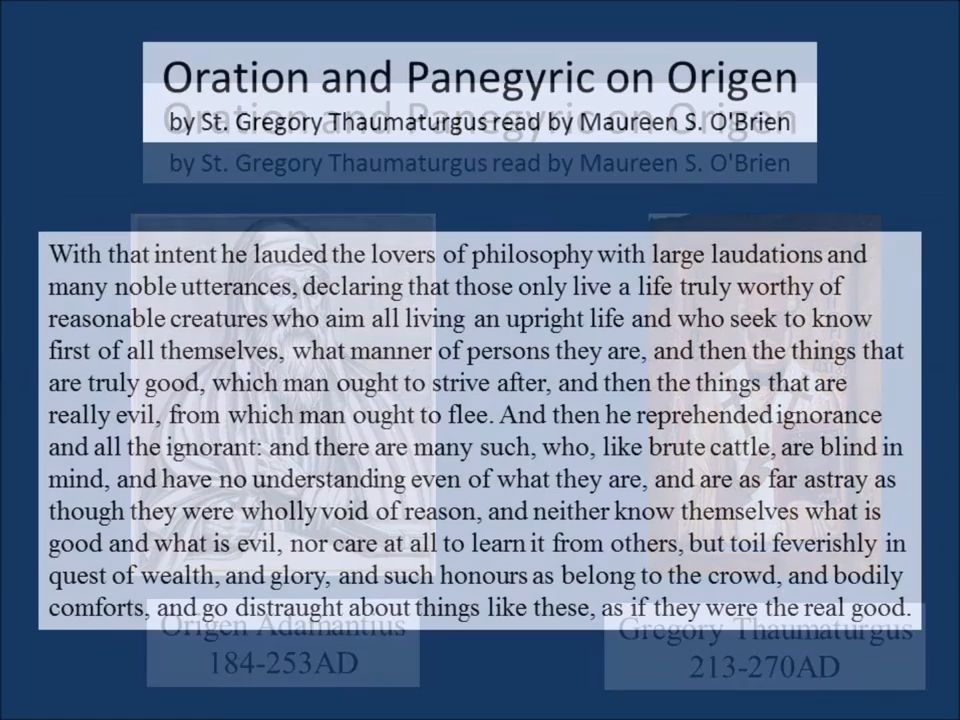 Oration and Panegyric on Origen
by St. Gregory Thaumaturgus read by Maureen S. O'Brien
Oration and Panegyric on Origen
by St. Gregory Thaumaturgus read by Maureen S. O'Brien
With that intent he lauded the lovers of philosophy with large laudations and
many noble utterances, declaring that those only live a life truly worthy of
reasonable creatures who aim all living an upright life and who seek to know
first of all themselves, what manner of persons they are, and then the things that
are truly good, which man ought to strive after, and then the things that are
really evil, from which man ought to flee. And then he reprehended ignorance
and all the ignorant: and there are many such, who, like brute cattle, are blind in
mind, and have no understanding even of what they are, and are as far astray as
though they were wholly void of reason, and neither know themselves what is
good and what is evil, nor care at all to learn it from others, but toil feverishly in
quest of wealth, and glory, and such honours as belong to the crowd, and bodily
comforts, and go distraught about things like these, as if they were the real good.
Origen Adamantius
184-253AD
Gregory Thaumaturgus
213-270AD